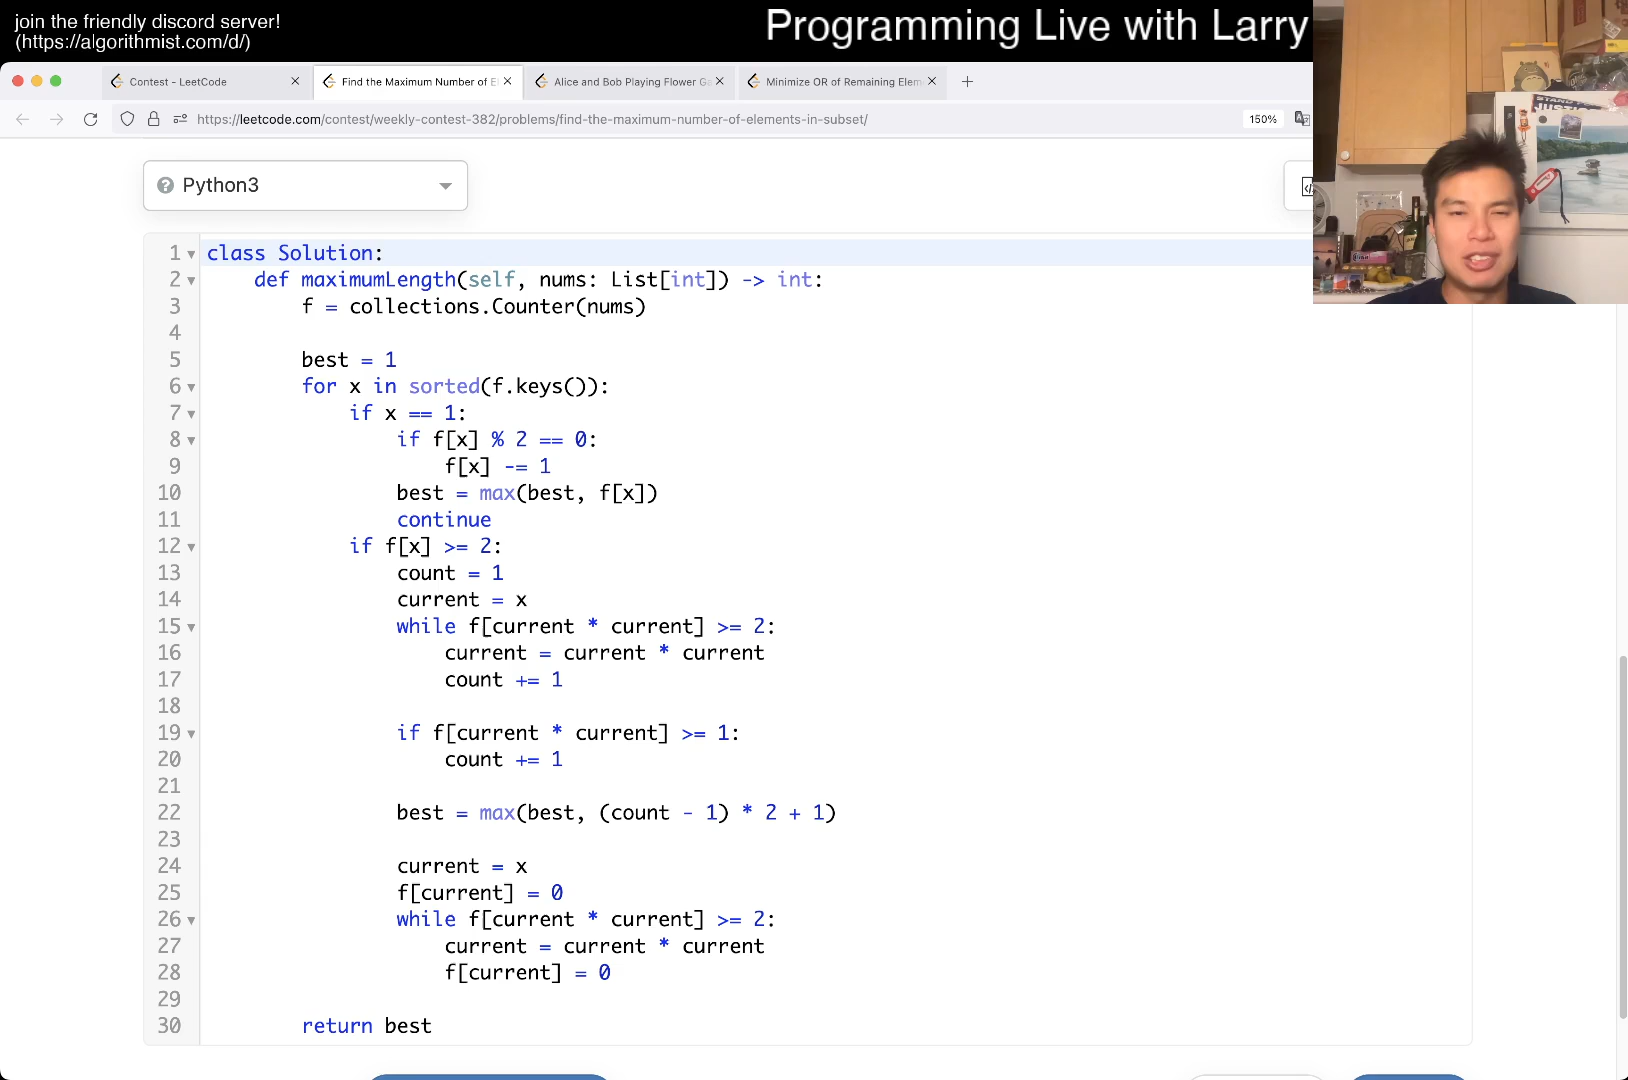 join the friendly discord server!
(https://algorithmist.com/d/)
Programming Live with Larry
Contest - LeetCode
Find the Maximum Number of El
Alice and Bob Playing Flower Ga
Minimize OR of Remaining Elem
https://leetcode.com/contest/weekly-contest-382/problems/find-the-maximum-number-of-elements-in-subset/
150%
Python3
1 class Solution:
2 def maximumLength(self, nums: List[int]) -> int:
3 f = collections.Counter(nums)
4
5 best = 1
6 for x in sorted(f.keys()):
7 if x == 1:
8 if f[x] % 2 == 0:
9 f[x] -= 1
10 best = max(best, f[x])
11 continue
12 if f[x] >= 2:
13 count = 1
14 current = x
15 while f[current * current] >= 2:
16 current = current * current
17 count += 1
18
19 if f[current * current] >= 1:
20 count += 1
21
22 best = max(best, (count - 1) * 2 + 1)
23
24 current = x
25 f[current] = 0
26 while f[current * current] >= 2:
27 current = current * current
28 f[current] = 0
29
30 return best